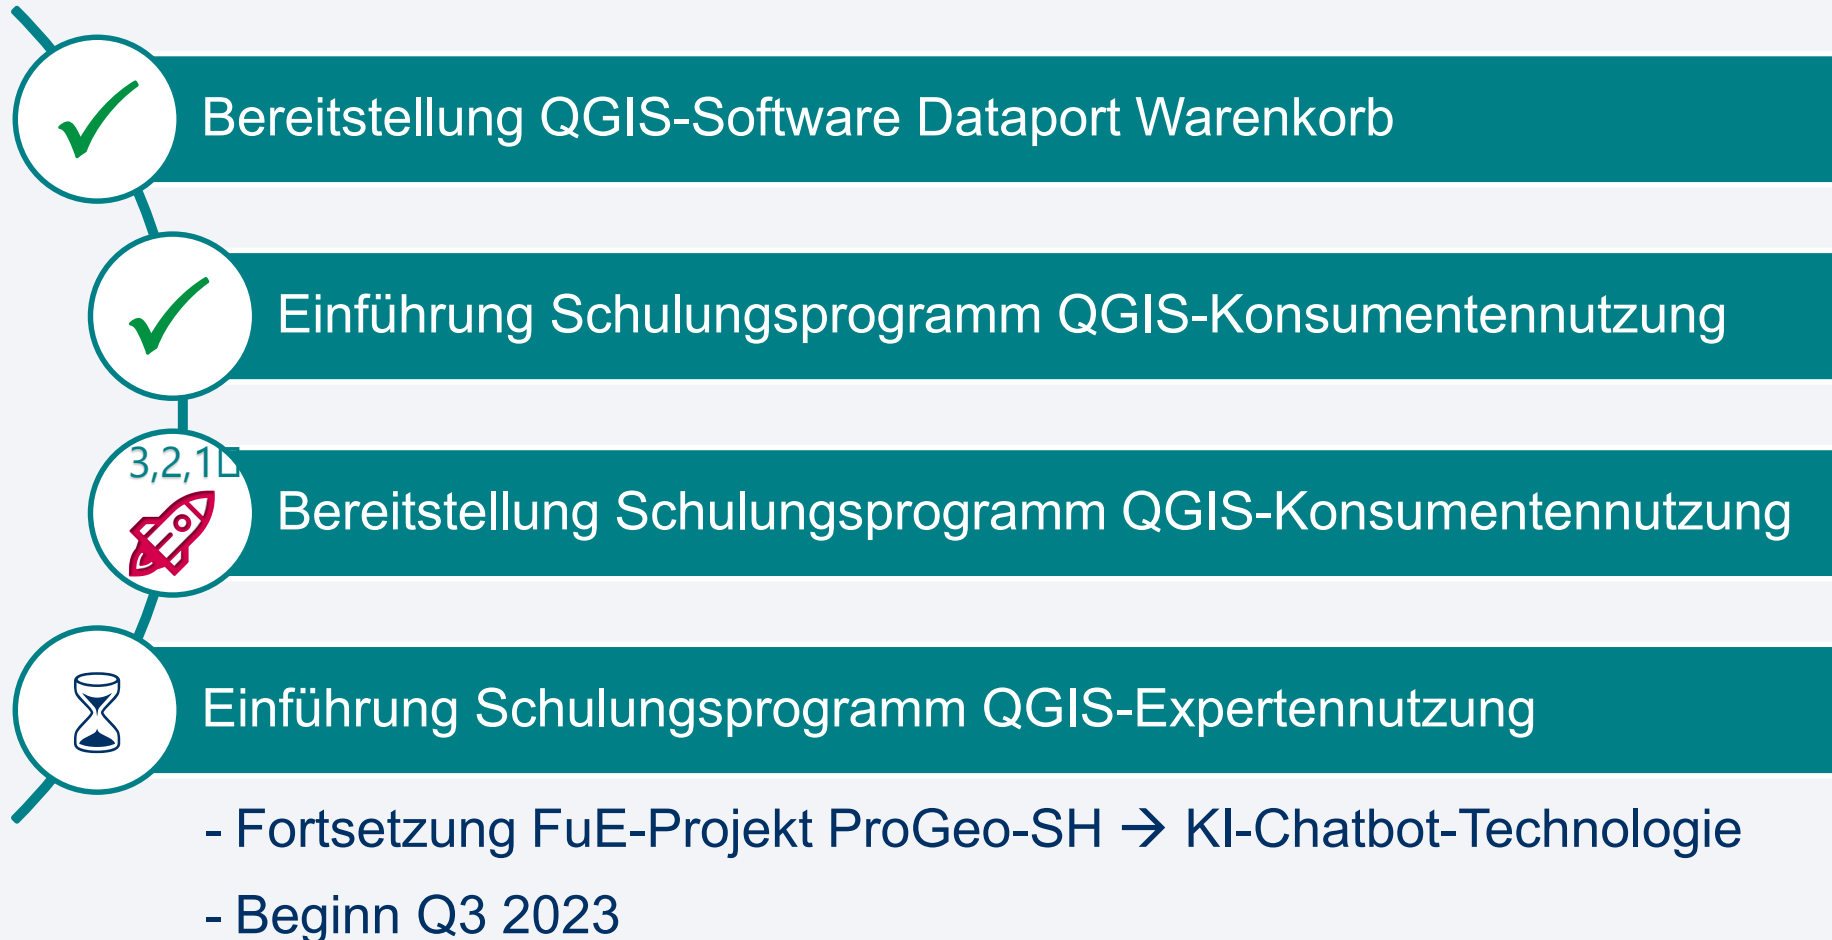 Bereitstellung QGIS-Software Dataport Warenkorb
Einführung Schulungsprogramm QGIS-Konsumentennutzung
3,2,1
Bereitstellung Schulungsprogramm QGIS-Konsumentennutzung
Einführung Schulungsprogramm QGIS-Expertennutzung
- Fortsetzung FuE-Projekt ProGeo-SH → KI-Chatbot-Technologie
- Beginn Q3 2023